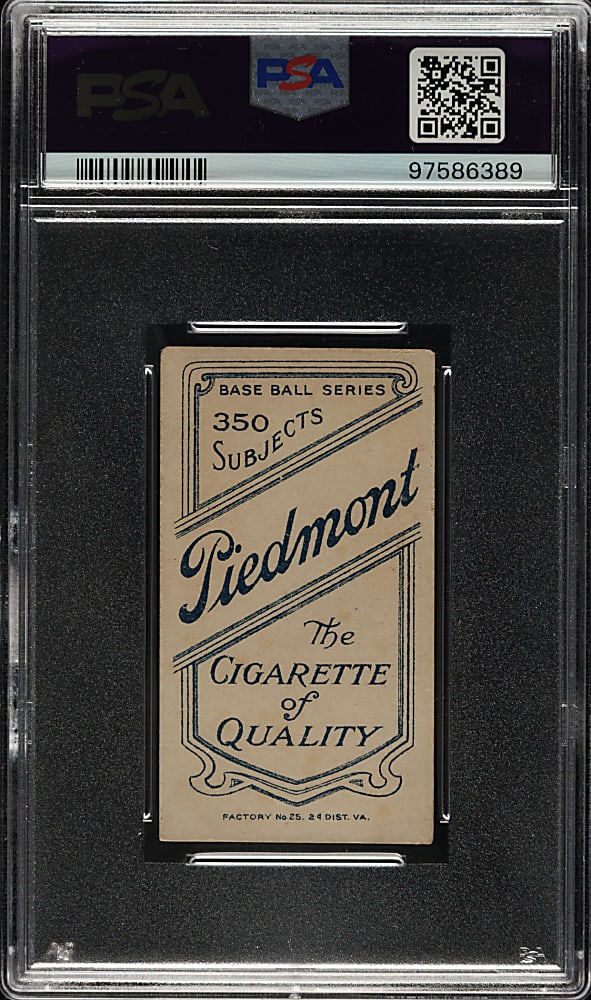 PSA
PSA
97586389
BASE BALL SERIES
350
SUBJECTS
Piedmont
The
CIGARETTE
of
QUALITY
FACTORY No 25. 2d DIST. VA.
PSA